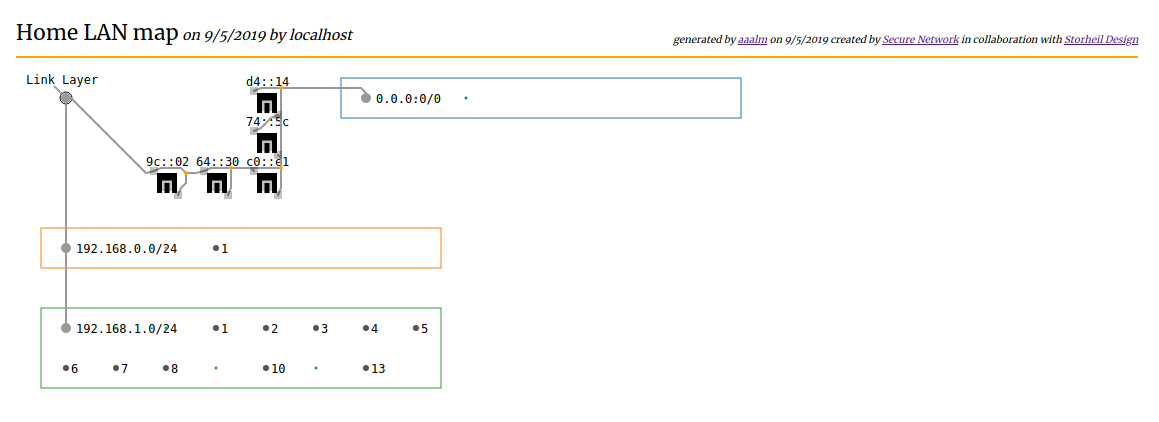 Home LAN map on 9/5/2019 by localhost
generated by aaalm on 9/5/2019 created by Secure Network in collaboration with Storheil Design
Link Layer
d4::14
0.0.0.0/0
74::5c
9c::02 64::30 c0::e1
192.168.0.0/24 1
192.168.1.0/24 1 2 3 4 5
6 7 8 10 13